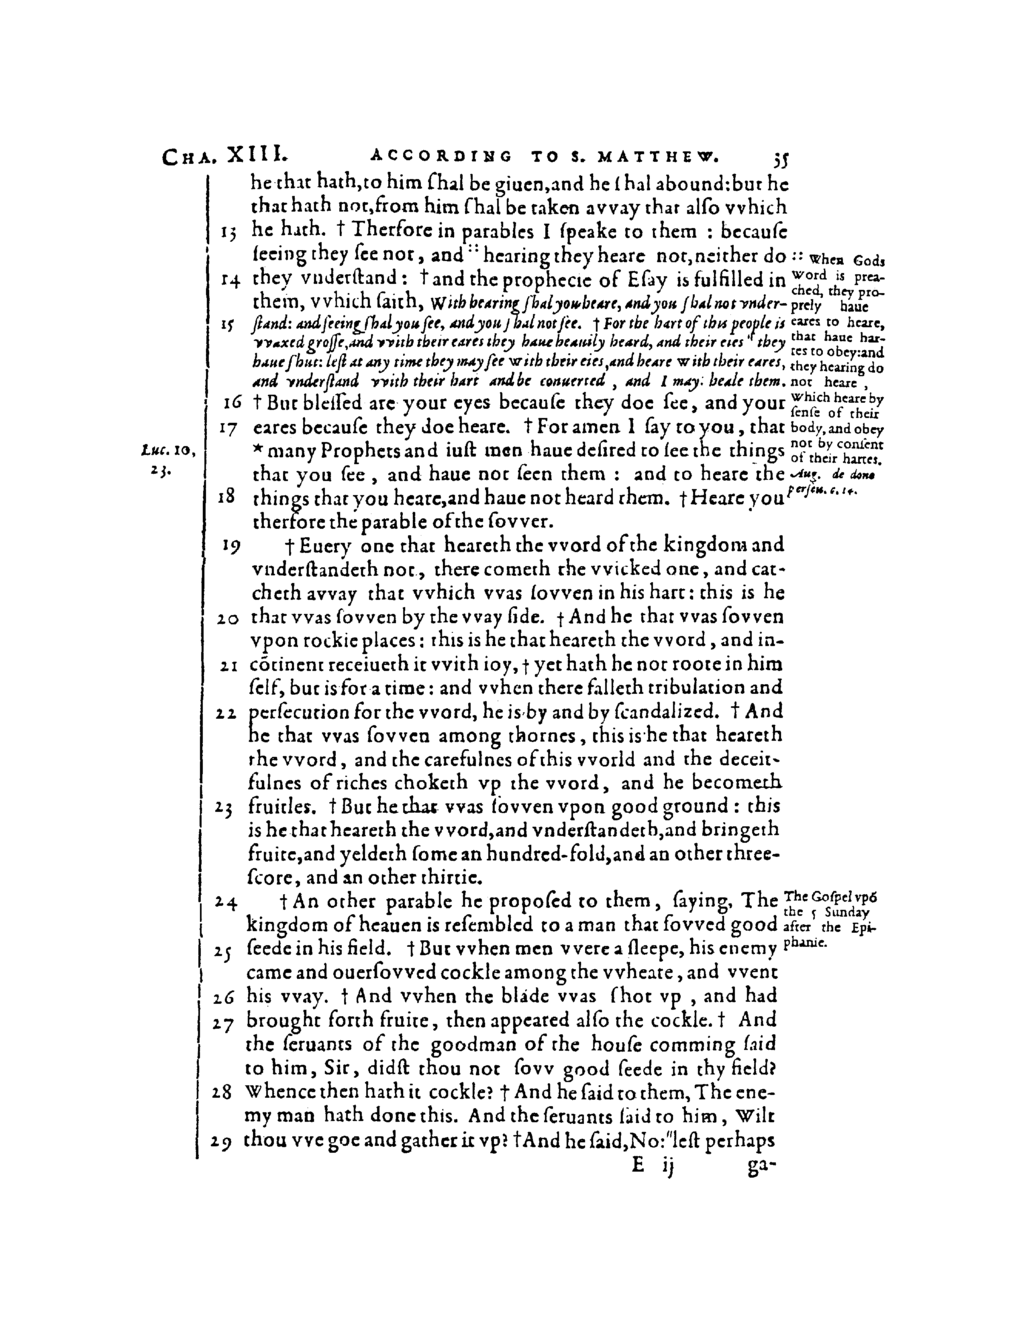 CHA. XIII. ACCORDING TO S. MATTHEW. 35
he that hath, to him ſhal be giuen, and he ſhal abound: but he
that hath not, from him ſhal be taken avvay that alſo vvhich
13 he hath. † Therfore in parables I ſpeake to them : becauſe
ſeeing they ſee not, and :: hearing they heare not, neither do
14 they vnderſtand : † and the prophecie of Eſay is fulfilled in
them, vvhich ſaith, With hearing ſhal you heare, and you ſhal not vnder-
15 ſtand: and ſeeing ſhal you ſee, and you ſhal not ſee. † For the hart of this people is
vvaxed groſſe, and vvith their eares they haue heauily heard, and their eies " they
haue ſhut: leſt at any time they may ſee with their eies, and heare with their eares,
and vnderſtand vvith their hart and be conuerted , and I may heale them.
16 † But bleſſed are your eyes becauſe they doe ſee, and your
17 eares becauſe they doe heare. † For amen I ſay to you, that
* many Prophets and iuſt men haue deſired to ſee the things
that you ſee , and haue not ſeen them : and to heare the
18 things that you heare, and haue not heard them. † Heare you
therfore the parable of the ſovver.
19 † Euery one that heareth the vvord of the kingdom and
vnderſtandeth not, there cometh the vvicked one, and cat-
cheth avvay that vvhich vvas ſovven in his hart: this is he
20 that vvas ſovven by the vvay ſide. † And he that vvas ſovven
vpon rockie places: this is he that heareth the vvord, and in-
21 cōtinent receiueth it vvith ioy, † yet hath he not roote in him
ſelf, but is for a time: and vvhen there falleth tribulation and
22 perſecution for the vvord, he is by and by ſcandalized. † And
he that vvas ſovven among thornes, this is he that heareth
the vvord, and the carefulnes of this vvorld and the deceit-
fulnes of riches choketh vp the vvord, and he becometh
23 fruitles. † But he that vvas ſovven vpon good ground : this
is he that heareth the vvord, and vnderſtandeth, and bringeth
fruite, and yeldeth ſome an hundred-fold, and an other three-
ſcore, and an other thirtie.
24 † An other parable he propoſed to them, ſaying, The
kingdom of heauen is reſembled to a man that ſovved good
25 ſeede in his field. † But vvhen men vvere a ſleepe, his enemy
came and ouerſovved cockle among the vvheate, and vvent
26 his vvay. † And vvhen the blade vvas ſhot vp , and had
27 brought forth fruite, then appeared alſo the cockle. † And
the ſeruants of the goodman of the houſe comming ſaid
to him, Sir, didſt thou not ſovv good ſeede in thy field?
28 Whence then hath it cockle? † And he ſaid to them, The ene-
my man hath done this. And the ſeruants ſaid to him, Wilt
29 thou vve goe and gather it vp? † And he ſaid, No: "leſt perhaps
E ij ga-
Luc. 10,
23.
:: When Gods
word is prea-
ched, they pro-
prely haue
eares to heare,
that haue har-
tes to obey: and
they hearing do
not heare ,
which heare by
ſenſe of their
body, and obey
not by conſent
of their hartes.
Aug. de dono
perſeu. c. 14.
The Goſpel vpō
the 5 Sunday
after the Epi-
phanie.